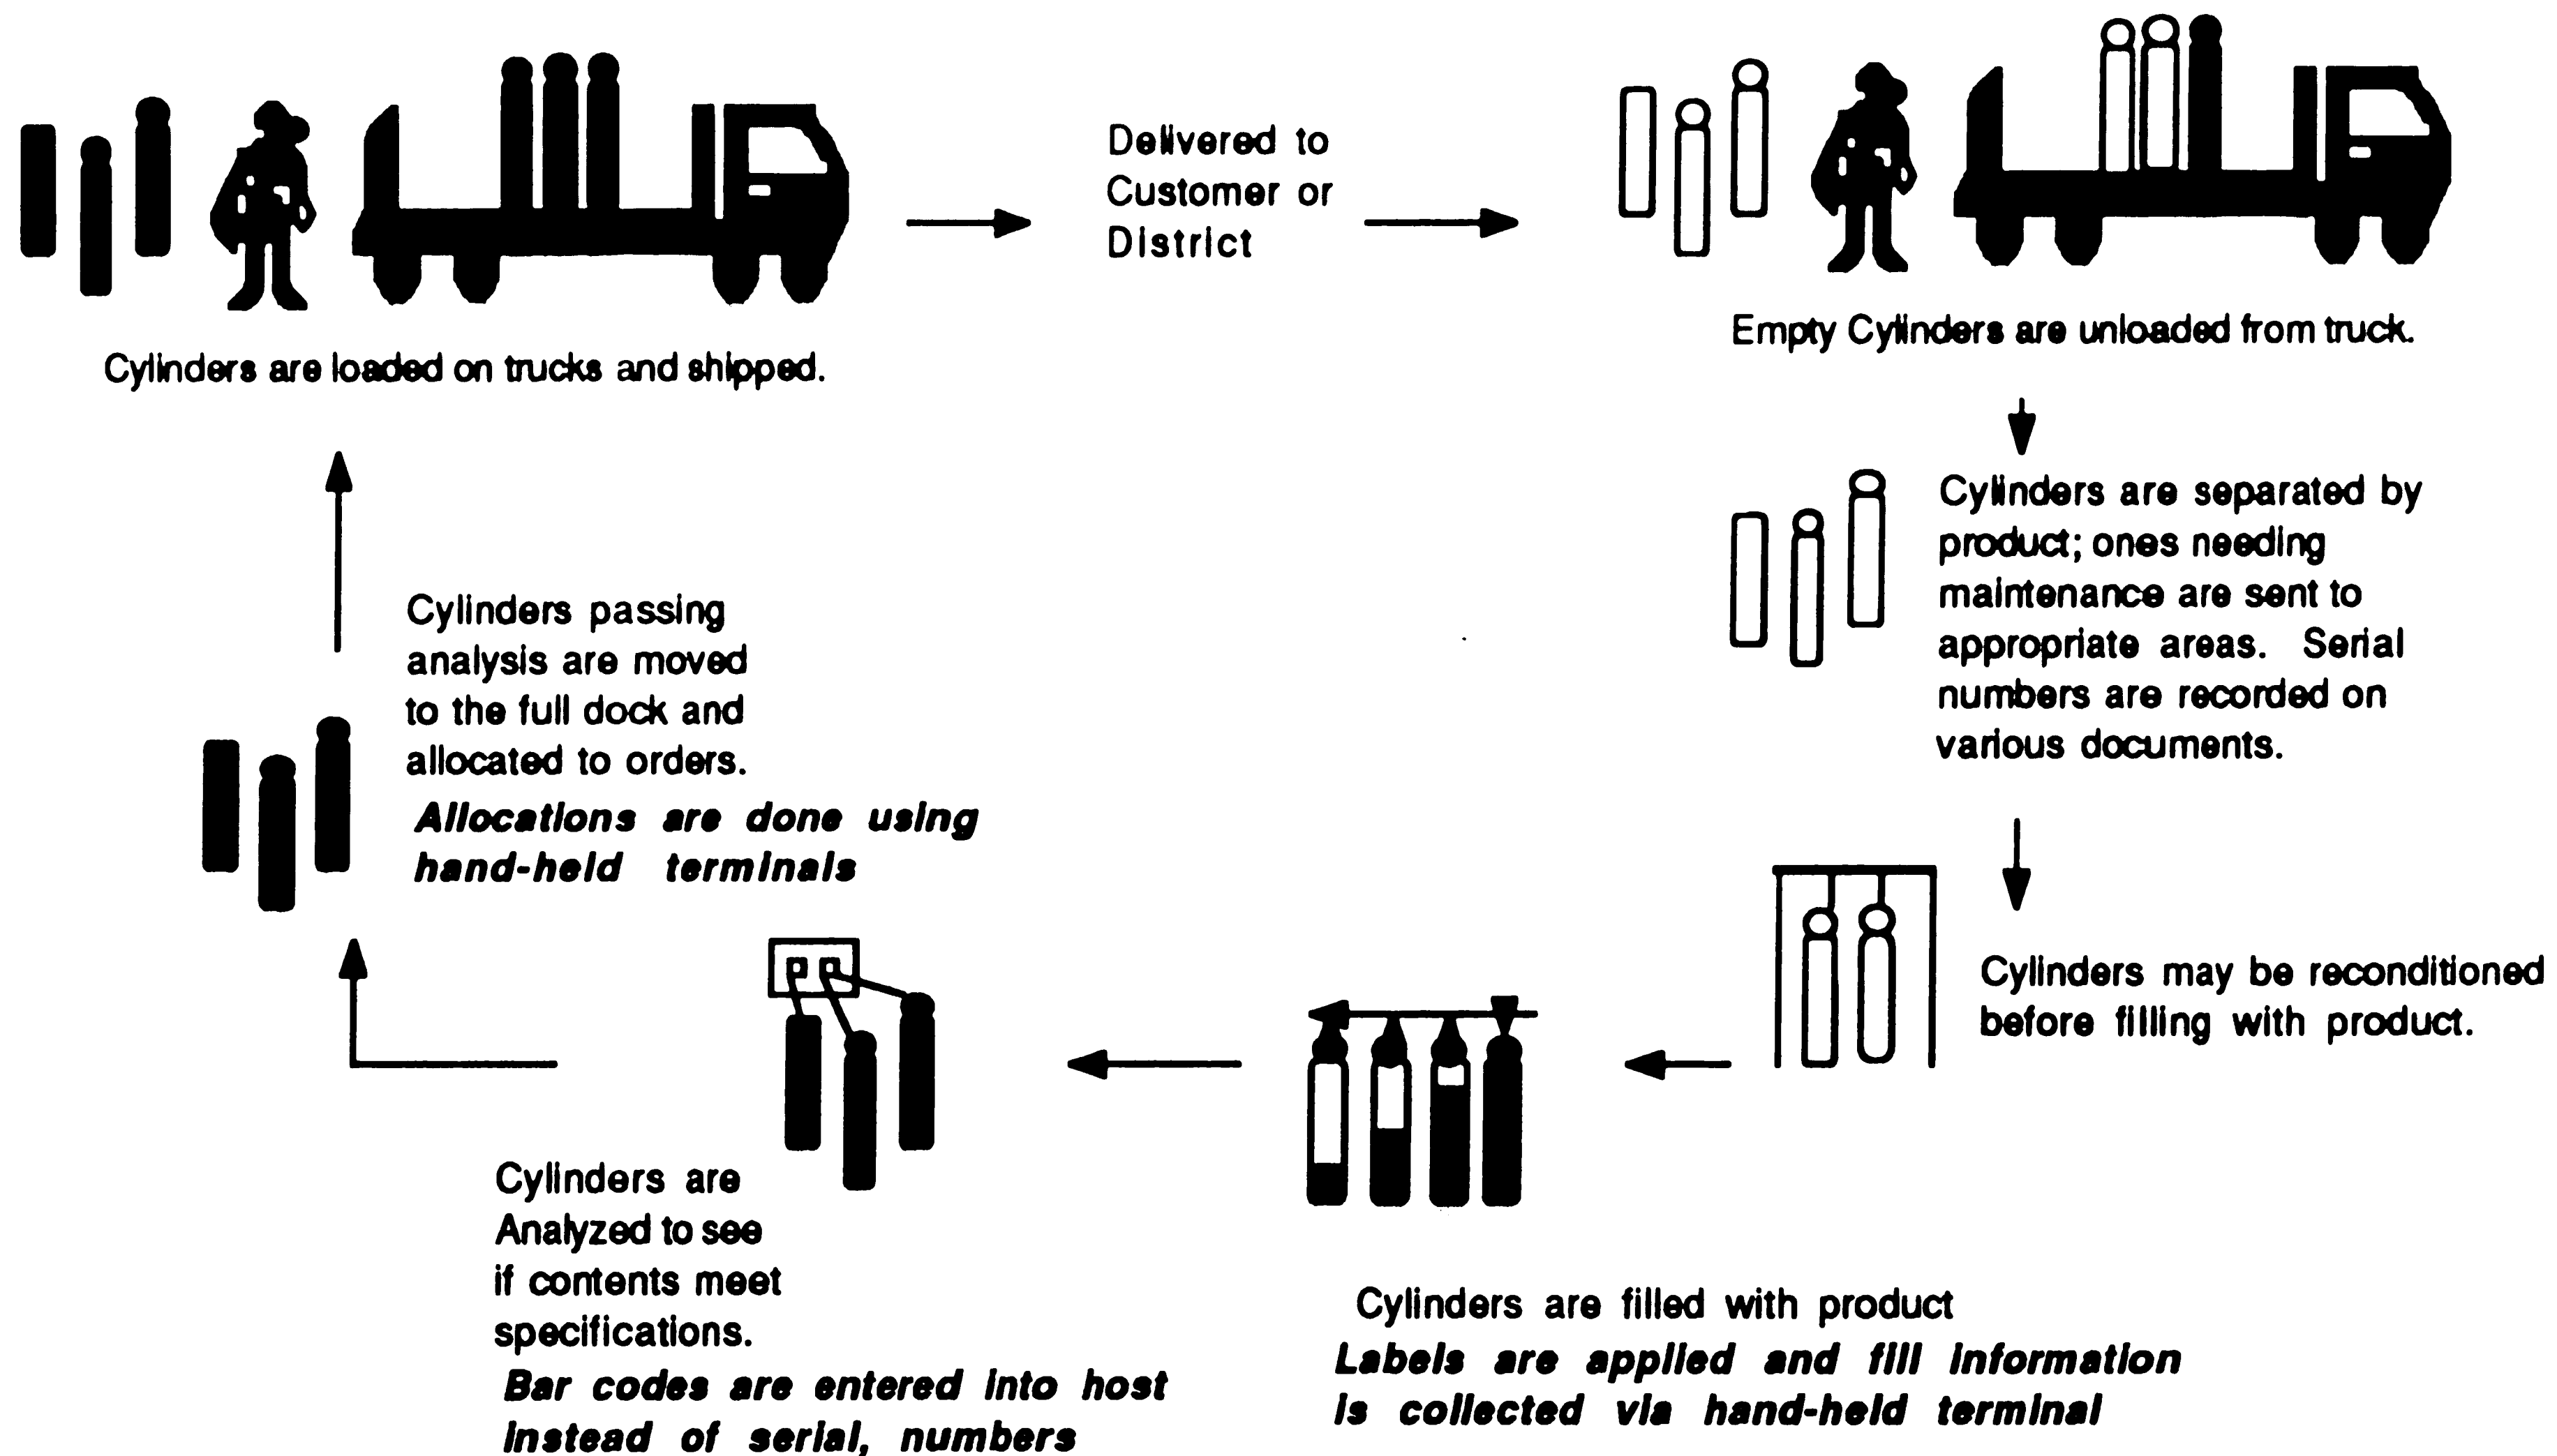 Delivered to
Customer or
District
Cylinders are loaded on trucks and shipped.
Empty Cylinders are unloaded from truck.
Cylinders are separated by
product; ones needing
maintenance are sent to
appropriate areas. Serial
numbers are recorded on
various documents.
Cylinders may be reconditioned
before filling with product.
Cylinders are filled with product
Labels are applied and fill information
is collected via hand-held terminal
Cylinders are
Analyzed to see
if contents meet
specifications.
Bar codes are entered into host
instead of serial, numbers
Cylinders passing
analysis are moved
to the full dock and
allocated to orders.
Allocations are done using
hand-held terminals